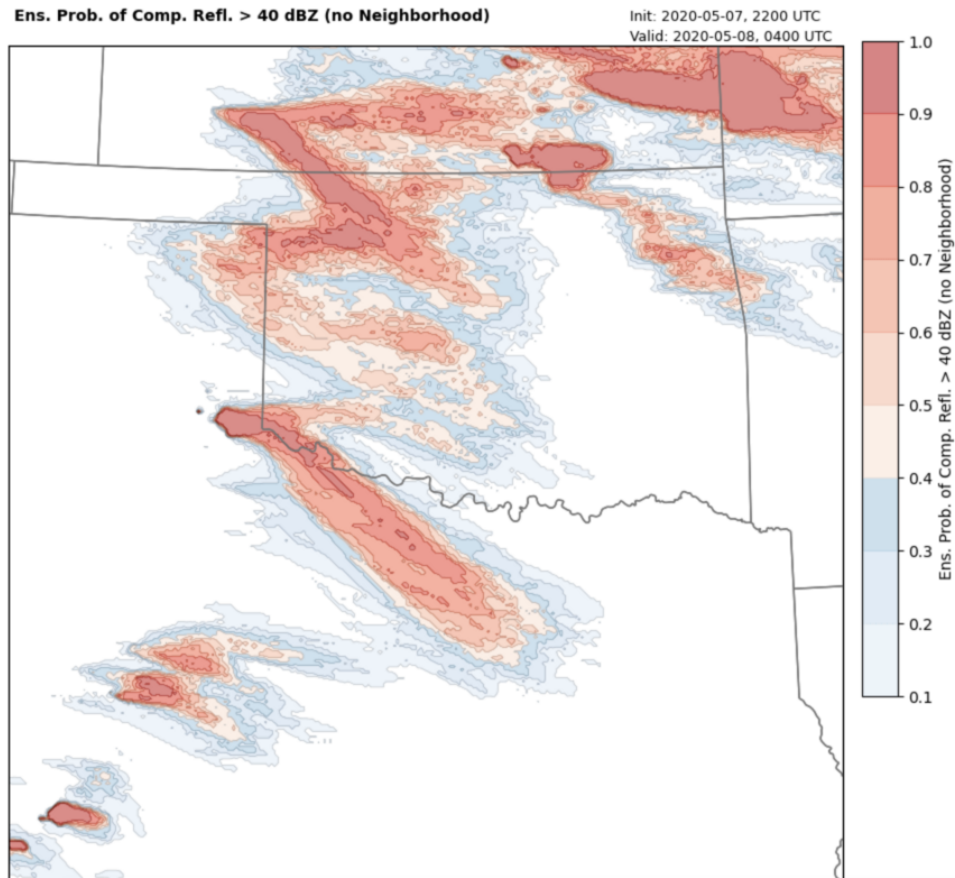 Ens. Prob. of Comp. Refl. > 40 dBZ (no Neighborhood)
Init: 2020-05-07, 2200 UTC
Valid: 2020-05-08, 0400 UTC
1.0
0.9
0.8
0.7
0.6
0.5
0.4
0.3
0.2
0.1
Ens. Prob. of Comp. Refl. > 40 dBZ (no Neighborhood)